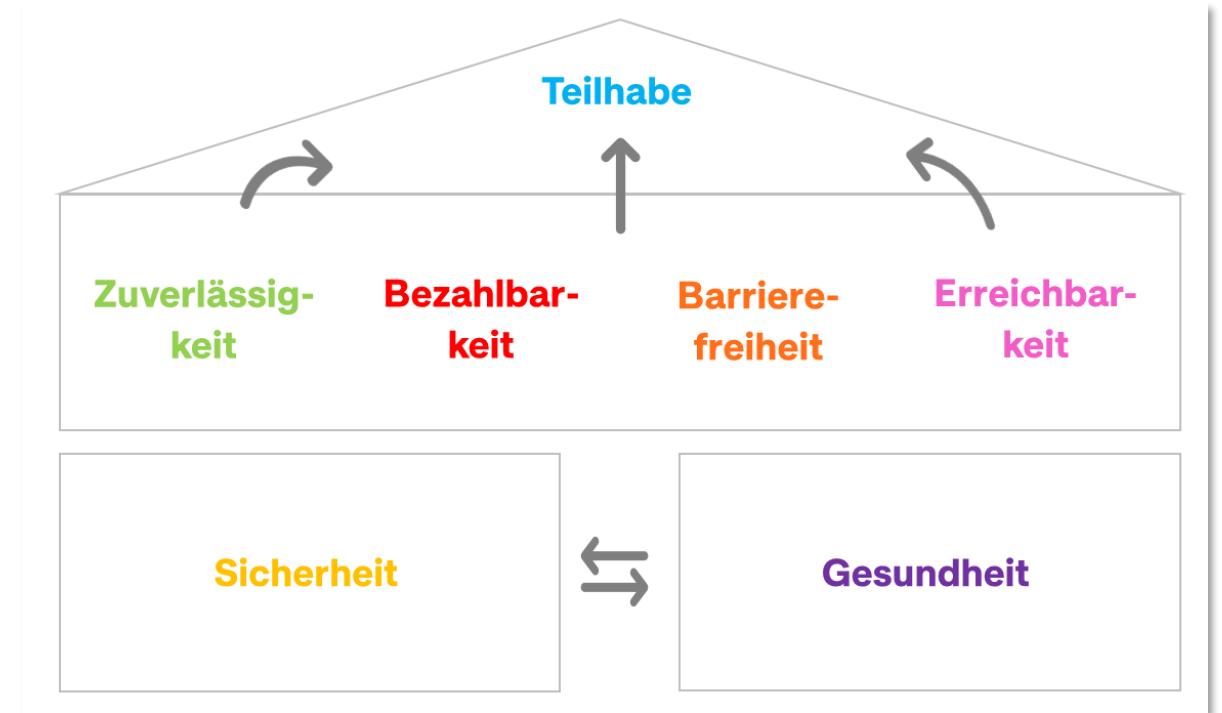 Teilhabe
Zuverlässig-
keit
Bezahlbar-
keit
Barriere-
freiheit
Erreichbar-
keit
Sicherheit
Gesundheit